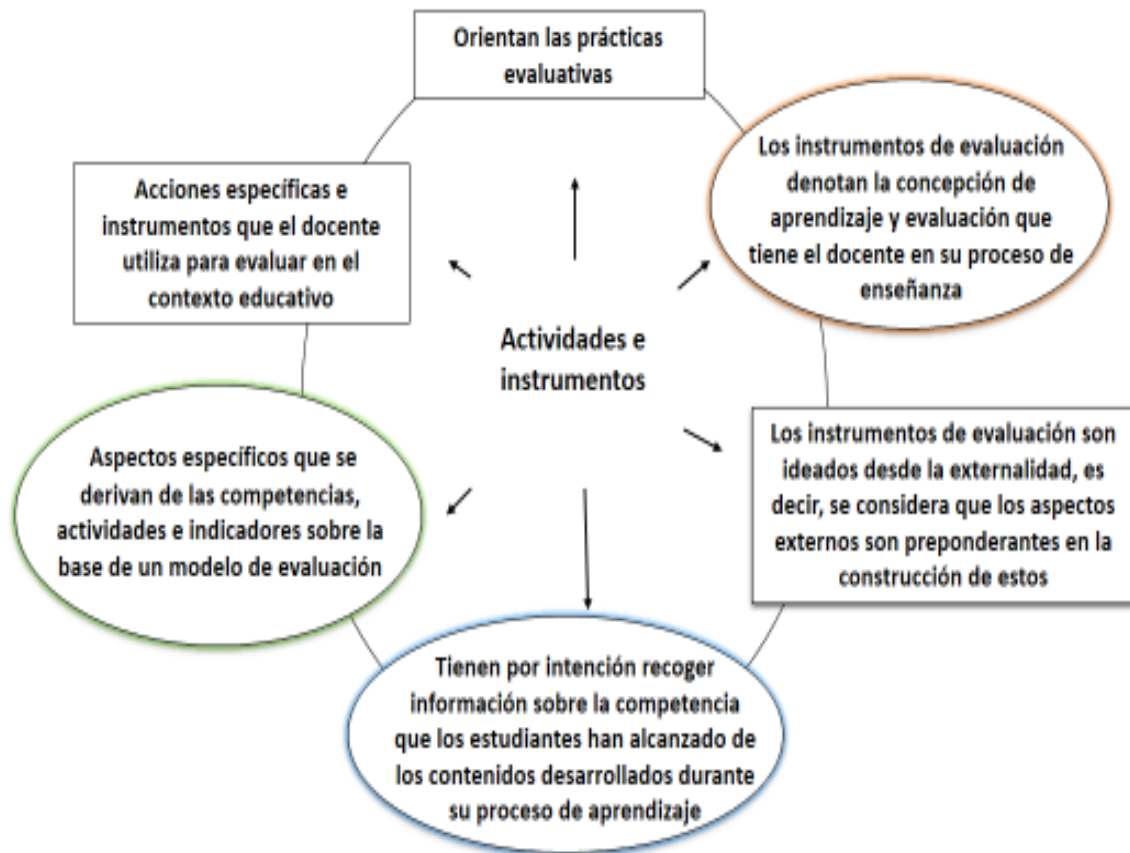 Orientan las prácticas
evaluativas
Los instrumentos de evaluación
denotan la concepción de
aprendizaje y evaluación que
tiene el docente en su proceso de
enseñanza
Acciones específicas e
instrumentos que el docente
utiliza para evaluar en el
contexto educativo
Actividades e
instrumentos
Los instrumentos de evaluación son
ideados desde la externalidad, es
decir, se considera que los aspectos
externos son preponderantes en la
construcción de estos
Aspectos específicos que se
derivan de las competencias,
actividades e indicadores sobre la
base de un modelo de evaluación
Tienen por intención recoger
información sobre la competencia
que los estudiantes han alcanzado de
los contenidos desarrollados durante
su proceso de aprendizaje